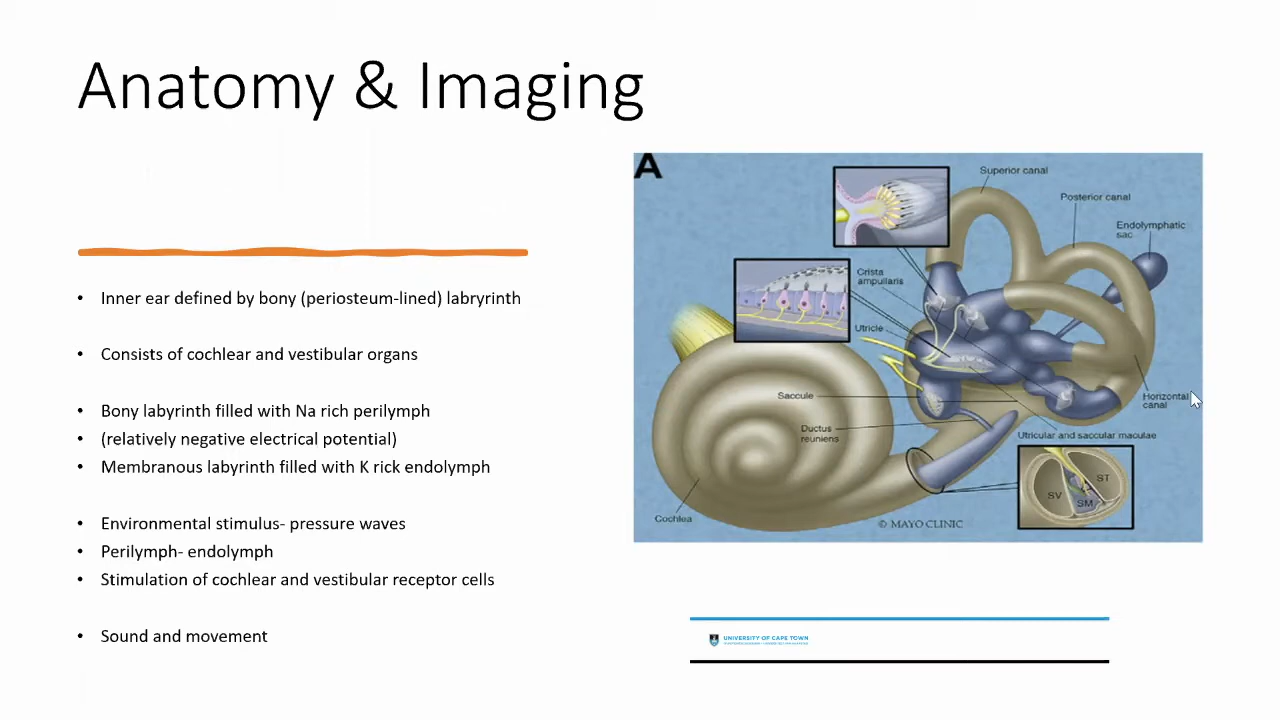 Anatomy & Imaging
• Inner ear defined by bony (periosteum-lined) labryrinth
• Consists of cochlear and vestibular organs
• Bony labyrinth filled with Na rich perilymph
• (relatively negative electrical potential)
• Membranous labyrinth filled with K rick endolymph
• Environmental stimulus- pressure waves
• Perilymph- endolymph
• Stimulation of cochlear and vestibular receptor cells
• Sound and movement
A
Superior canal
Posterior canal
Endolymphatic
sac
Crista
ampullaris
Utricle
Saccule
Ductus
reuniens
Horizontal
canal
Utricular and saccular maculae
ST
SV
SM
Cochlea
© MAYO CLINIC
UNIVERSITY OF CAPE TOWN